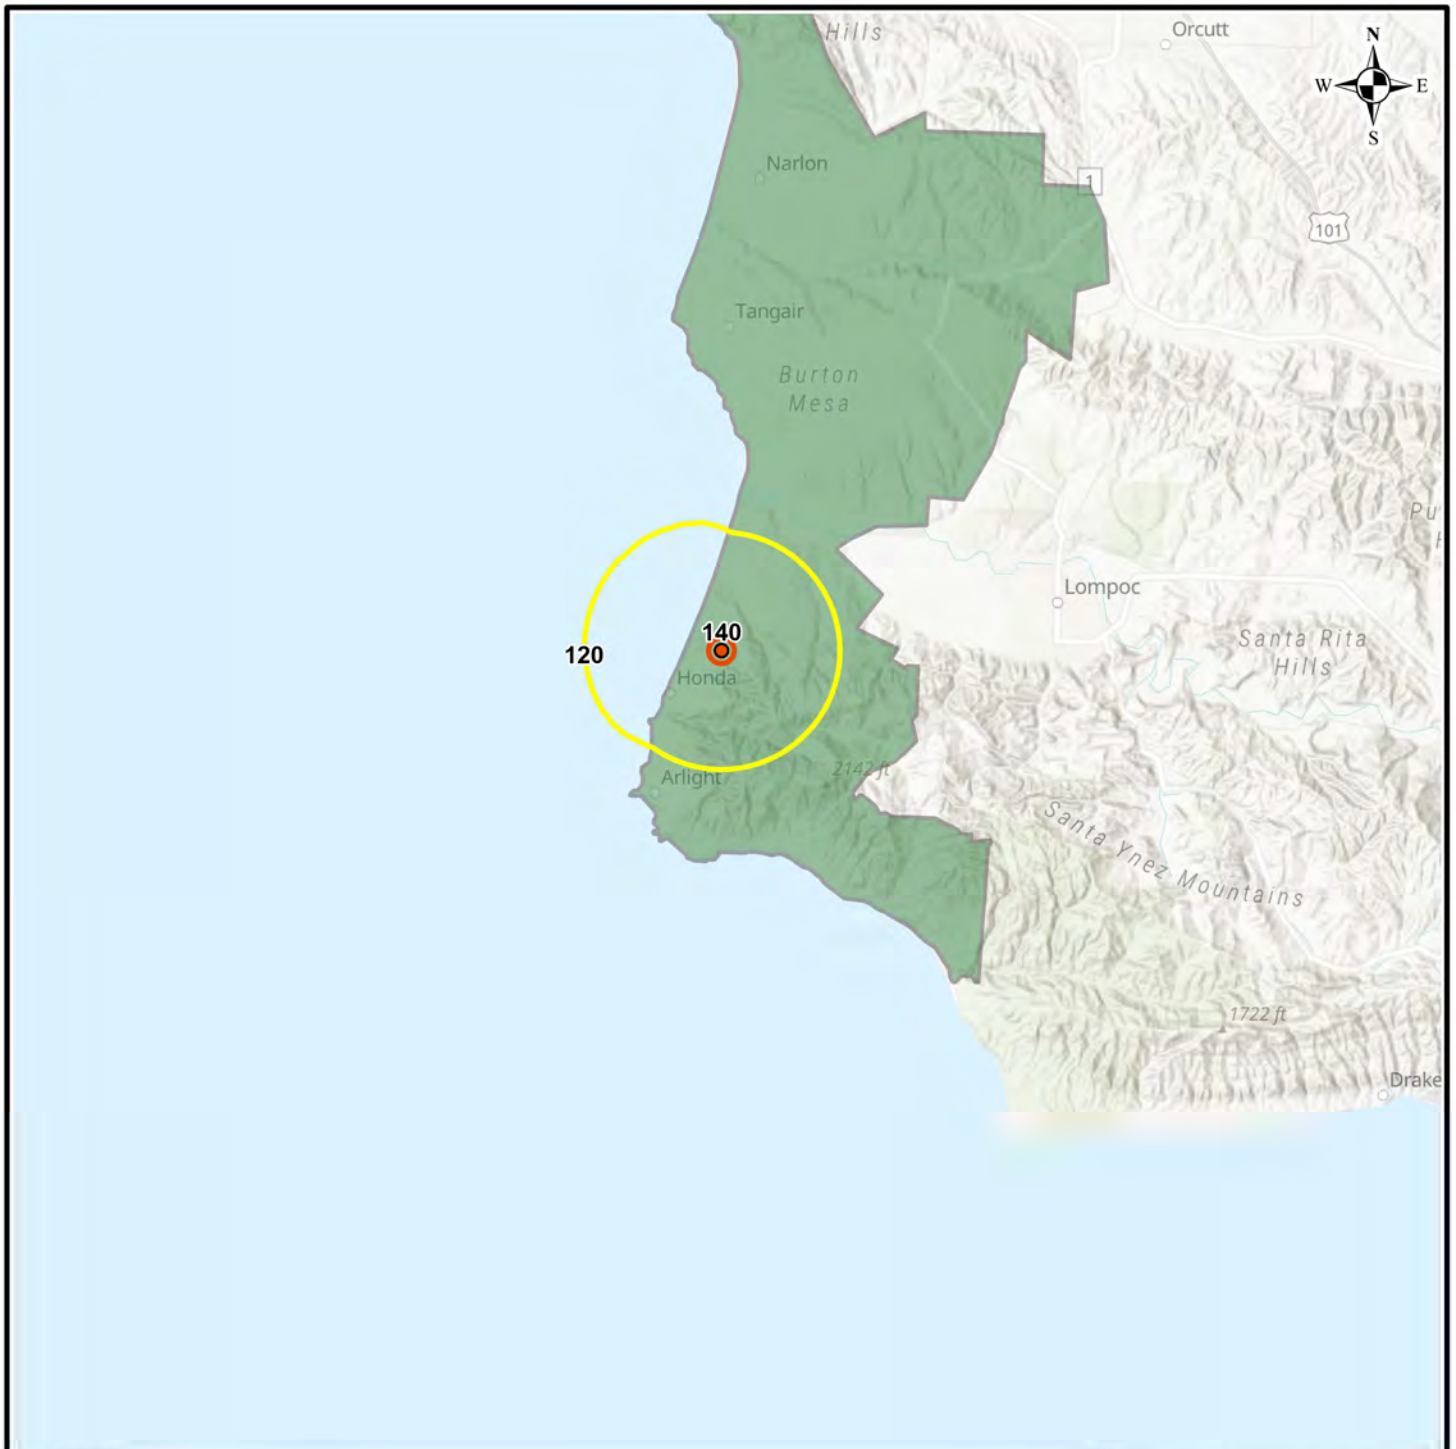 Hills
Orcutt
N
W
E
S
Narlon
1
101
Tangair
Burton
Mesa
Pu
Lompoc
140
120
Santa Rita
Hills
Honda
2142 ft
Arlight
Santa Ynez Mountains
1722 ft
Drake